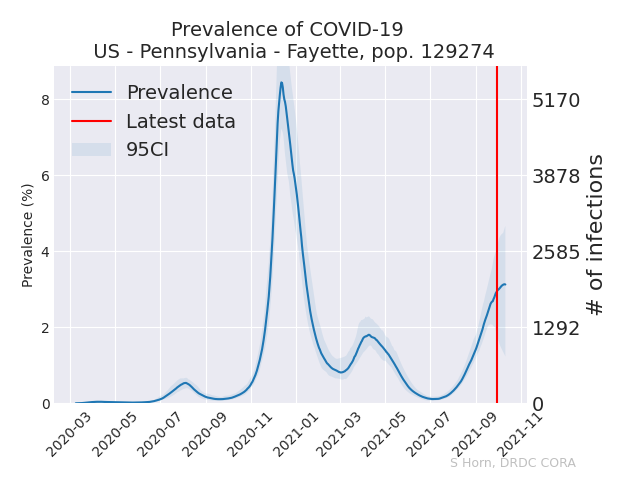 Prevalence of COVID-19
US - Pennsylvania - Fayette, pop. 129274
Prevalence
Latest data
95CI
Prevalence (%)
8
6
4
2
0
5170
3878
2585
1292
0
# of infections
2020-03
2020-05
2020-07
2020-09
2020-11
2021-01
2021-03
2021-05
2021-07
2021-09
2021-11
S Horn, DRDC CORA